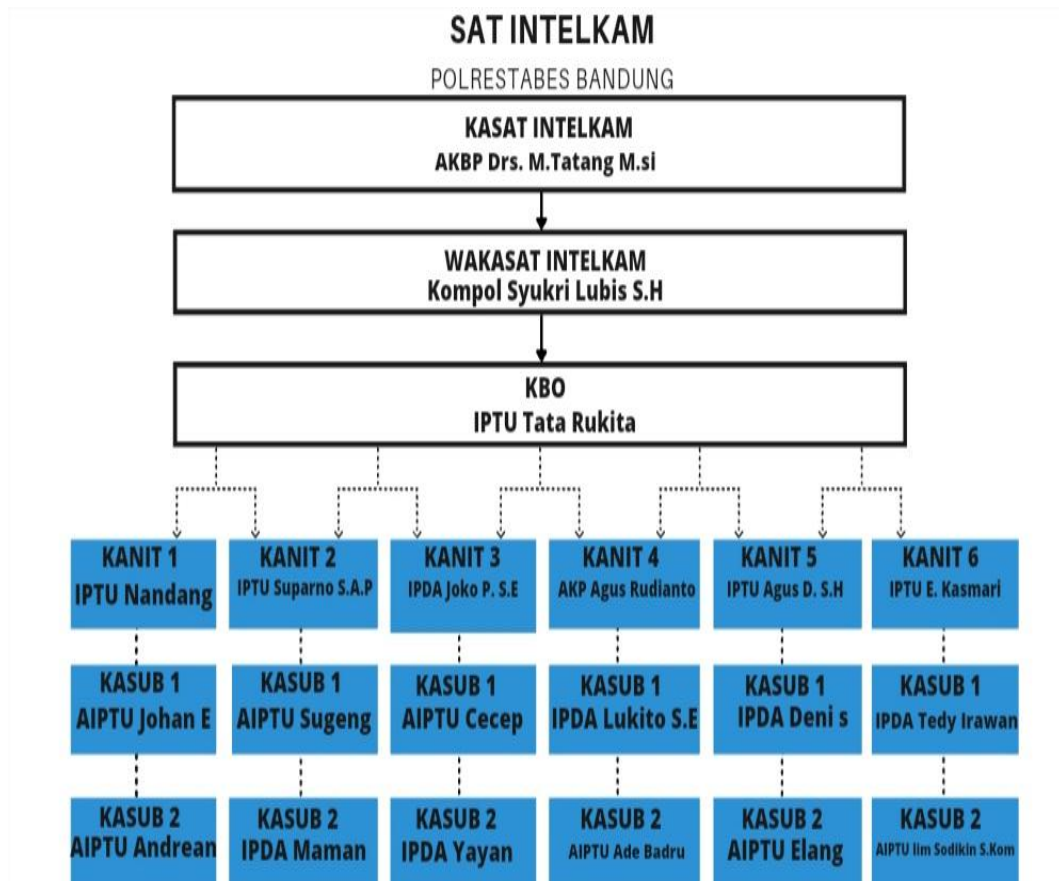 SAT INTELKAM
POLRESTABES BANDUNG
KASAT INTELKAM
AKBP Drs. M.Tatang M.si
WAKASAT INTELKAM
Kompol Syukri Lubis S.H
KBO
IPTU Tata Rukita
KANIT 1
IPTU Nandang
KANIT 2
IPTU Suparno S.A.P
KANIT 3
IPDA Joko P. S.E
KANIT 4
AKP Agus Rudianto
KANIT 5
IPTU Agus D. S.H
KANIT 6
IPTU E. Kasmari
KASUB 1
AIPTU Johan E
KASUB 1
AIPTU Sugeng
KASUB 1
AIPTU Cecep
KASUB 1
IPDA Lukito S.E
KASUB 1
IPDA Deni s
KASUB 1
IPDA Tedy Irawan
KASUB 2
AIPTU Andrean
KASUB 2
IPDA Maman
KASUB 2
IPDA Yayan
KASUB 2
AIPTU Ade Badru
KASUB 2
AIPTU Elang
KASUB 2
AIPTU Iim Sodikin S.Kom